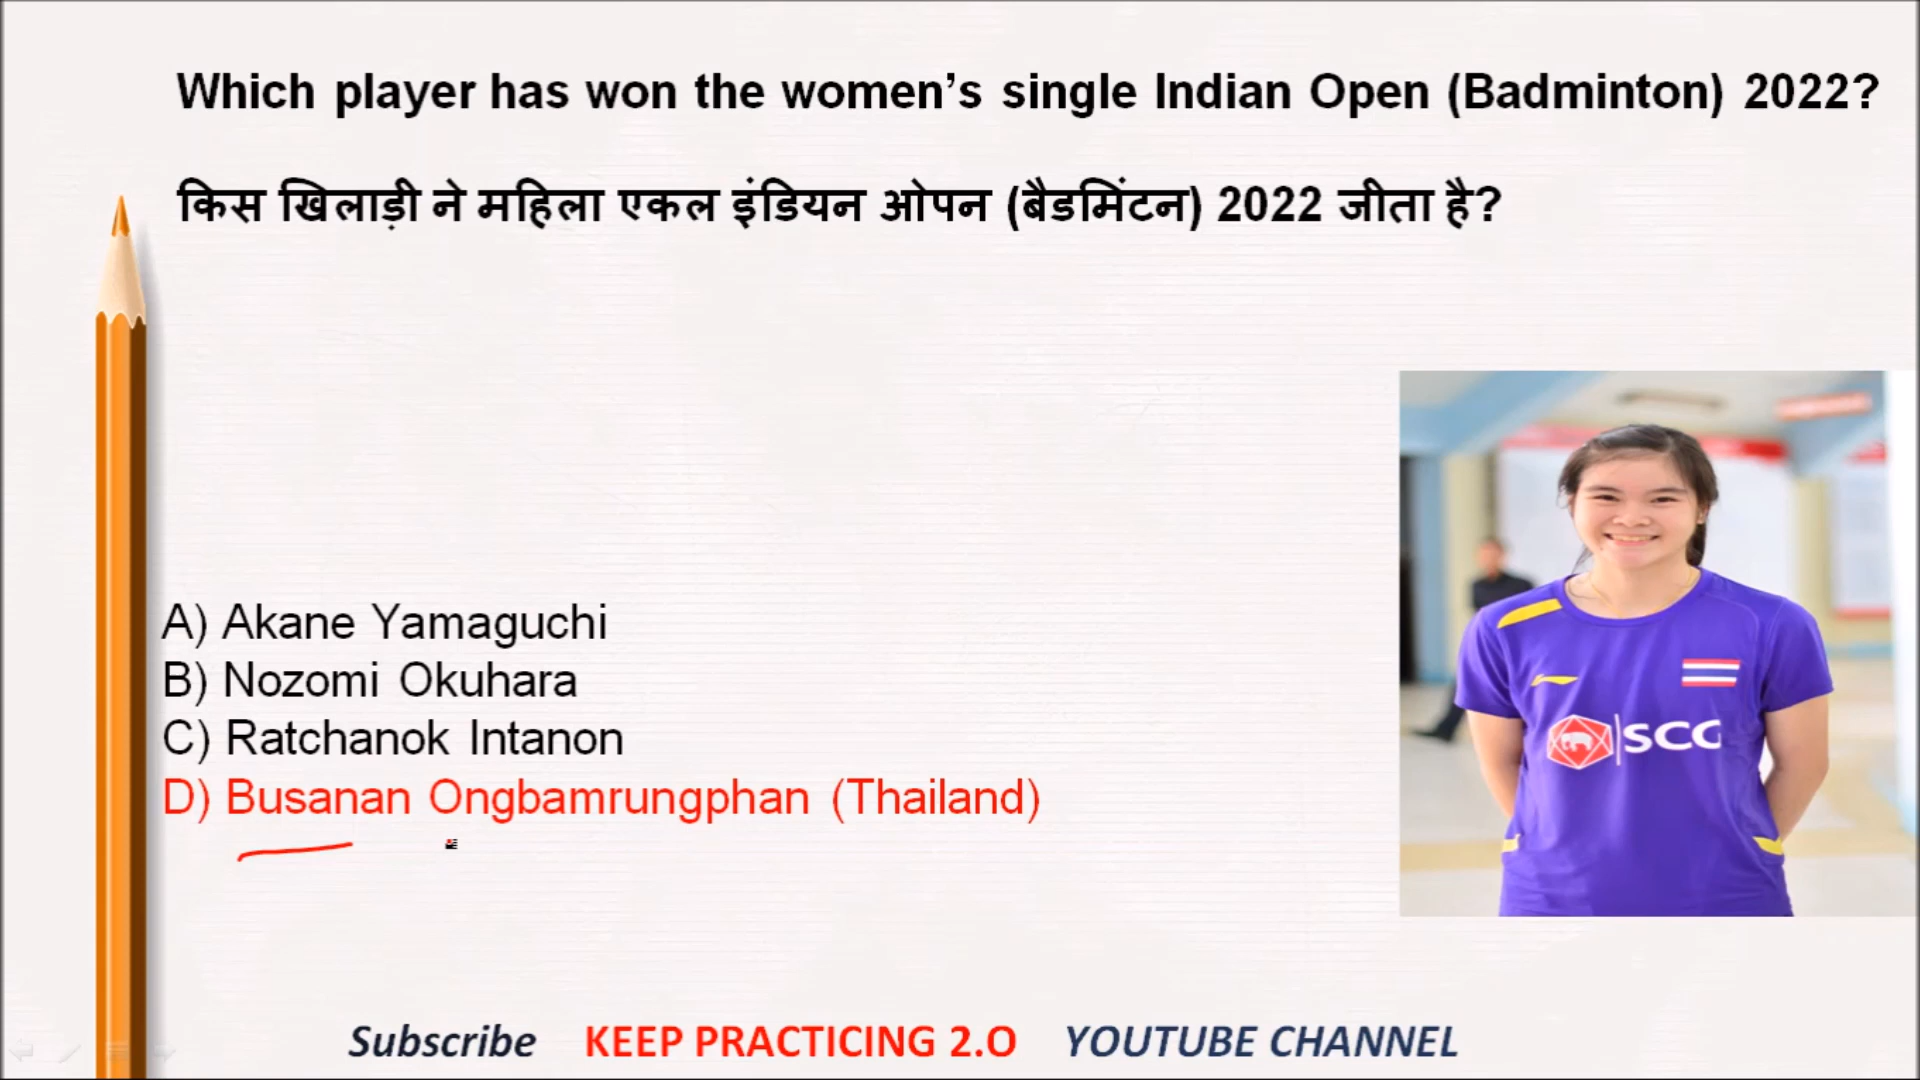 Which player has won the women’s single Indian Open (Badminton) 2022?
किस खिलाड़ी ने महिला एकल इंडियन ओपन (बैडमिंटन) 2022 जीता है?
A) Akane Yamaguchi
B) Nozomi Okuhara
C) Ratchanok Intanon
D) Busanan Ongbamrungphan (Thailand)
SCG
Subscribe KEEP PRACTICING 2.O YOUTUBE CHANNEL